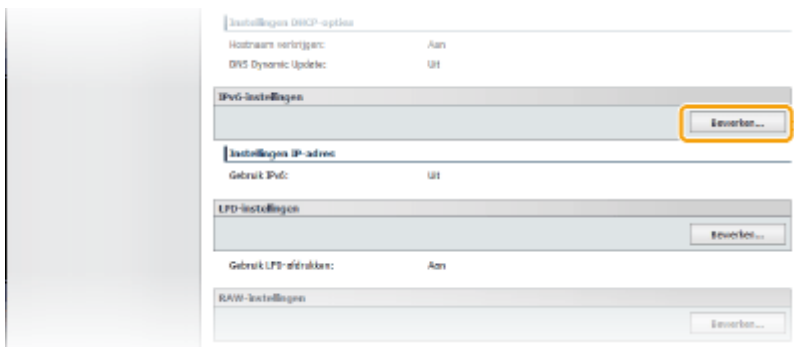 Instellingen DHCP-opties
Hostnaam verkrijgen: Aan
DNS Dynamic Update: Uit
IPv6-instellingen
Bewerken...
Instellingen IP-adres
Gebruik IPv6: Uit
LPD-instellingen
Bewerken...
Gebruik LPD-afdrukken: Aan
RAW-instellingen
Bewerken...